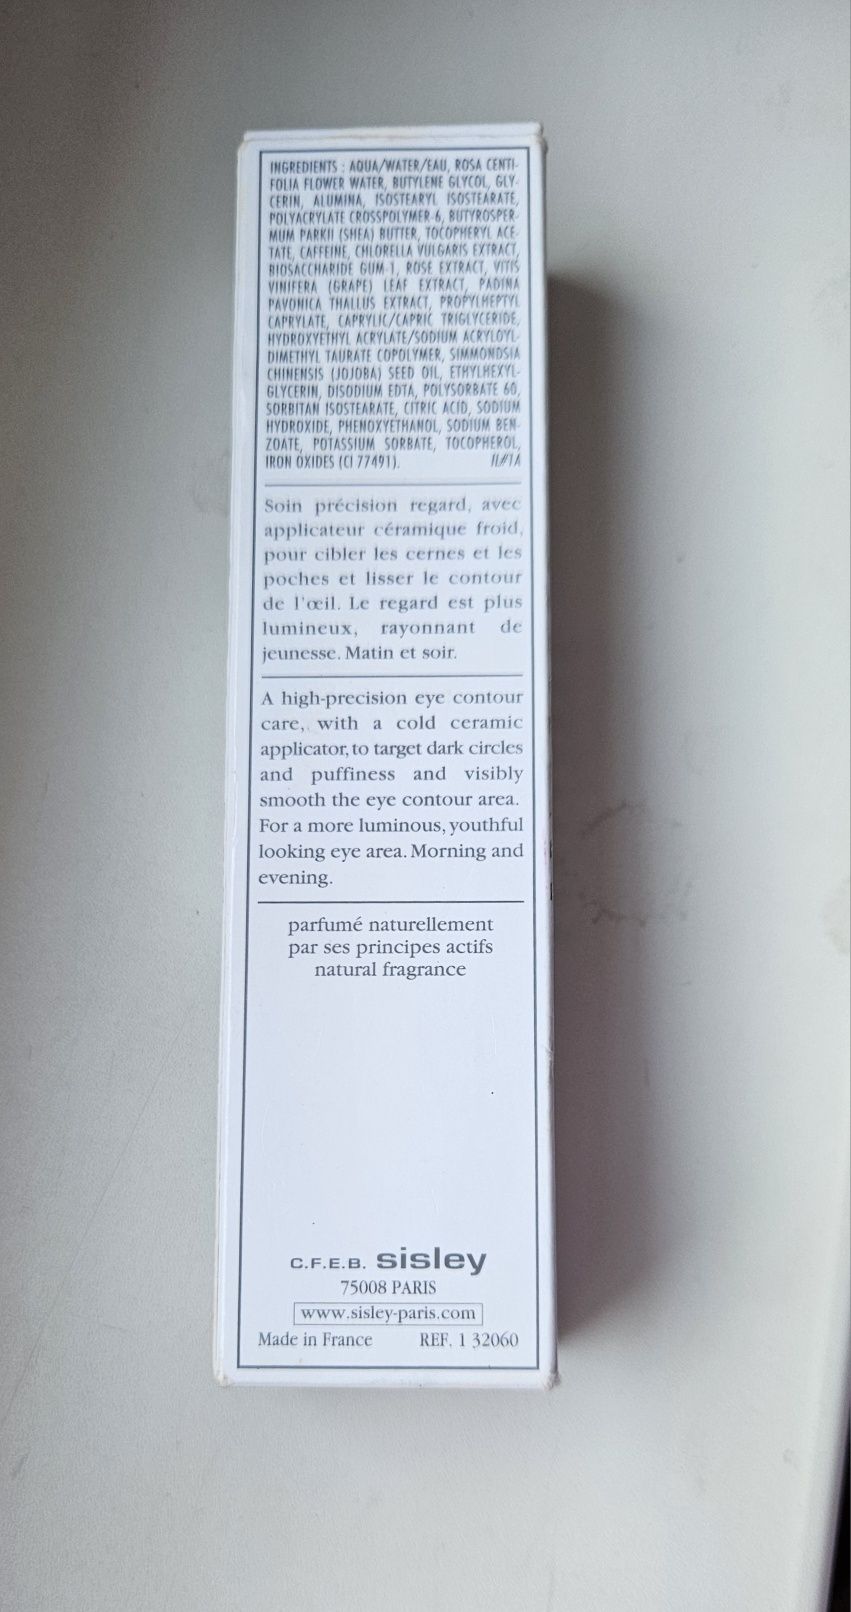 INGREDIENTS : AQUA/WATER/EAU, ROSA CENTI-
FOLIA FLOWER WATER, BUTYLENE GLYCOL, GLY-
CERIN, ALUMINA, ISOSTEARYL ISOSTEARATE,
POLYACRYLATE CROSSPOLYMER-6, BUTYROSPER-
MUM PARKII (SHEA) BUTTER, TOCOPHERYL ACE-
TATE, CAFFEINE, CHLORELLA VULGARIS EXTRACT,
BIOSACCHARIDE GUM-1, ROSE EXTRACT, VITIS
VINIFERA (GRAPE) LEAF EXTRACT, PADINA
PAVONICA THALLUS EXTRACT, PROPYLHEPTYL
CAPRYLATE, CAPRYLIC/CAPRIC TRIGLYCERIDE,
HYDROXYETHYL ACRYLATE/SODIUM ACRYLOYL-
DIMETHYL TAURATE COPOLYMER, SIMMONDSIA
CHINENSIS (JOJOBA) SEED OIL, ETHYLHEXYL-
GLYCERIN, DISODIUM EDTA, POLYSORBATE 60,
SORBITAN ISOSTEARATE, CITRIC ACID, SODIUM
HYDROXIDE, PHENOXYETHANOL, SODIUM BEN-
ZOATE, POTASSIUM SORBATE, TOCOPHEROL,
IRON OXIDES (CI 77491). IL#1A
Soin précision regard, avec
applicateur céramique froid,
pour cibler les cernes et les
poches et lisser le contour
de l'œil. Le regard est plus
lumineux, rayonnant de
jeunesse. Matin et soir.
A high-precision eye contour
care, with a cold ceramic
applicator, to target dark circles
and puffiness and visibly
smooth the eye contour area.
For a more luminous, youthful
looking eye area. Morning and
evening.
parfumé naturellement
par ses principes actifs
natural fragrance
C.F.E.B. sisley
75008 PARIS
www.sisley-paris.com
Made in France REF. 1 32060